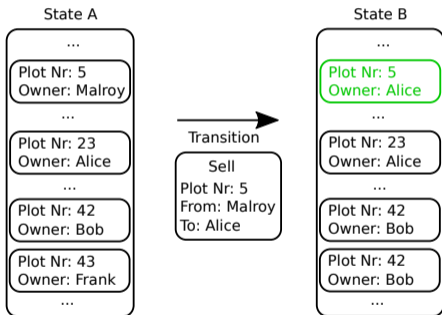 State A
...
Plot Nr: 5
Owner: Malroy
...
Plot Nr: 23
Owner: Alice
...
Plot Nr: 42
Owner: Bob
Plot Nr: 43
Owner: Frank
...
Transition
Sell
Plot Nr: 5
From: Malroy
To: Alice
State B
...
Plot Nr: 5
Owner: Alice
...
Plot Nr: 23
Owner: Alice
...
Plot Nr: 42
Owner: Bob
Plot Nr: 42
Owner: Bob
...